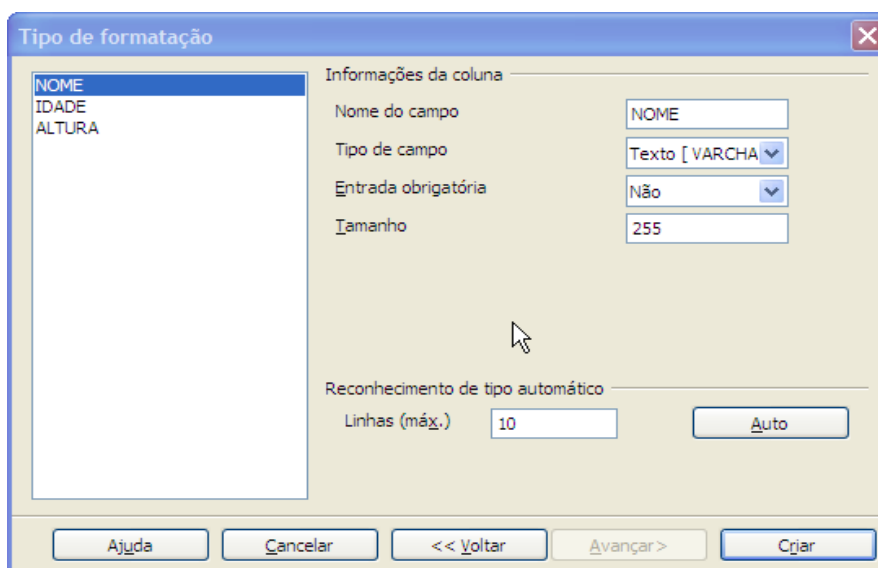 Tipo de formatação
NOME
IDADE
ALTURA
Informações da coluna
Nome do campo NOME
Tipo de campo Texto [ VARCHA
Entrada obrigatória Não
Tamanho 255
Reconhecimento de tipo automático
Linhas (máx.) 10 Auto
Ajuda Cancelar << Voltar Avançar> Criar